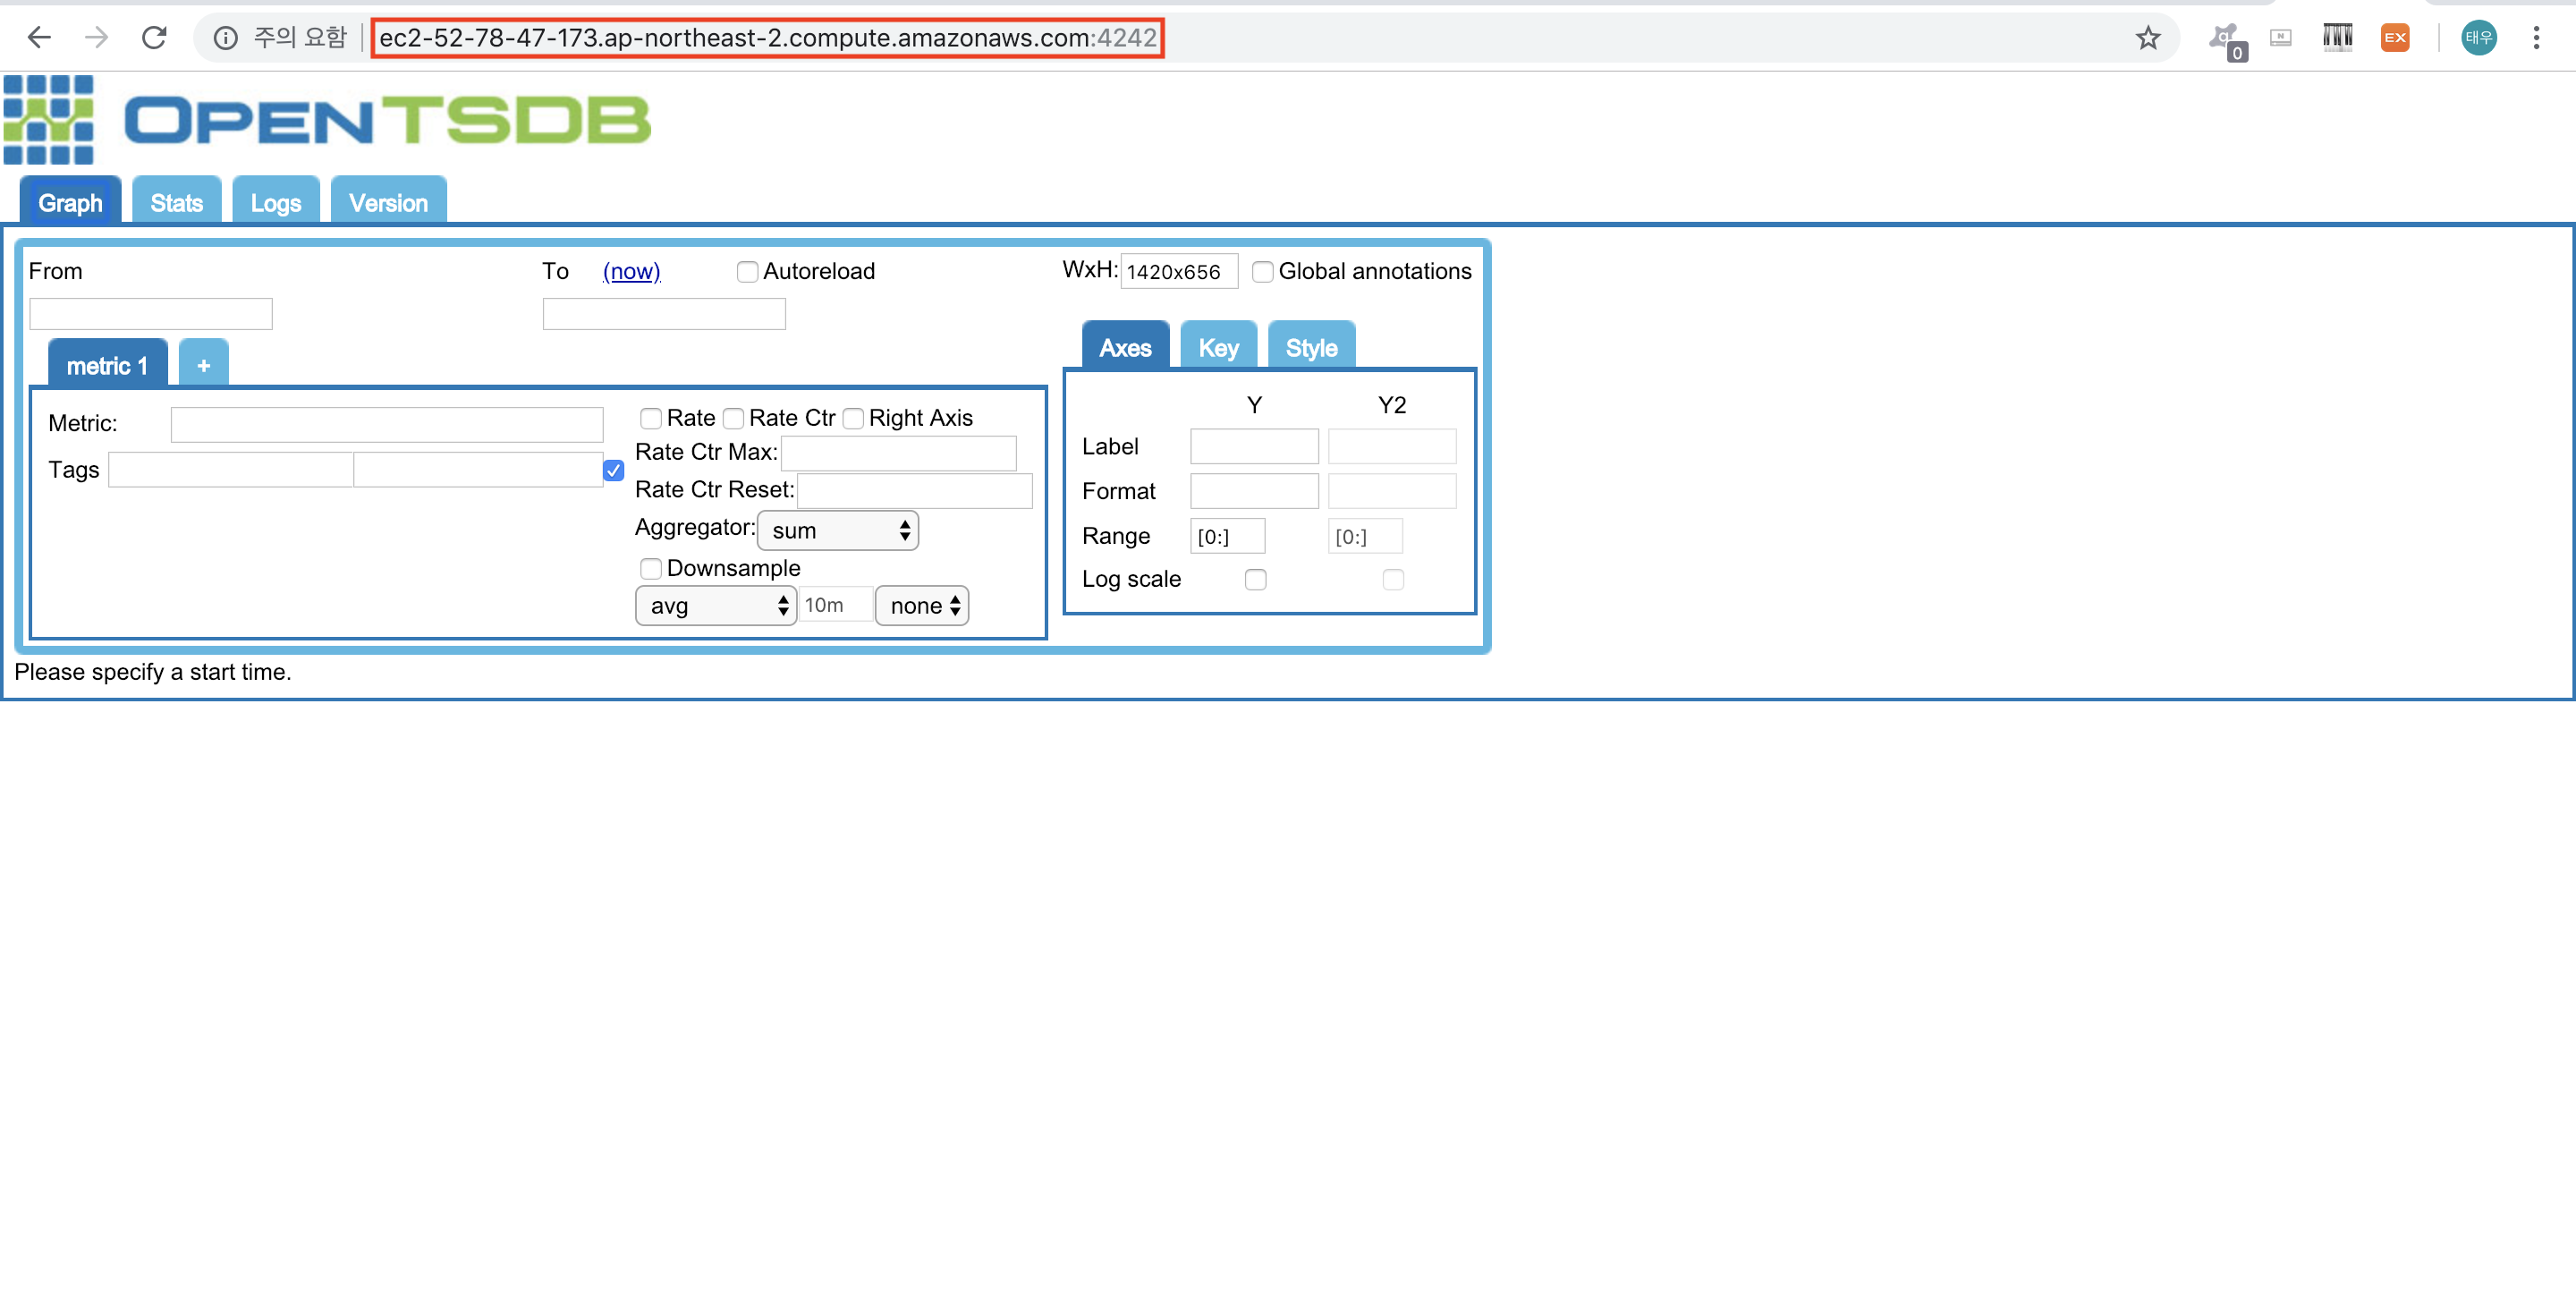 주의 요함 ec2-52-78-47-173.ap-northeast-2.compute.amazonaws.com:4242
0 N EX 태우
OPENTSDB
Graph Stats Logs Version
From To (now) Autoreload WxH: 1420x656 Global annotations
metric 1 +
Axes Key Style
Metric:
Tags
Rate Rate Ctr Right Axis
Rate Ctr Max:
Rate Ctr Reset:
Aggregator: sum
Downsample
avg 10m none
Y Y2
Label
Format
Range [0:] [0:]
Log scale
Please specify a start time.